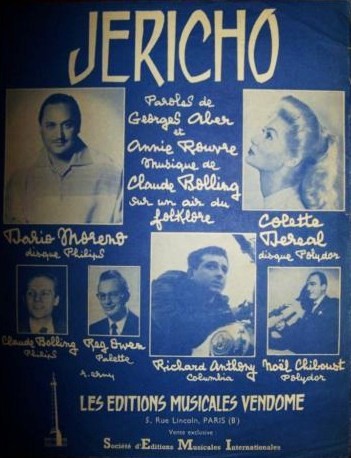 JERICHO
Paroles de
Georges Aber
et
Annie Rouvre
Musique de
Claude Bolling
sur un air du
folklore
Dario Moreno
disque Philips
Colette
Dereal
disque Polydor
Claude Bolling
Philips
Ray Owen
Palette
Richard Anthony
Columbia
Noël Chiboust
Polydor
LES EDITIONS MUSICALES VENDOME
5, Rue Lincoln, PARIS (8e)
Vente exclusive :
Société d'Editions Musicales Internationales